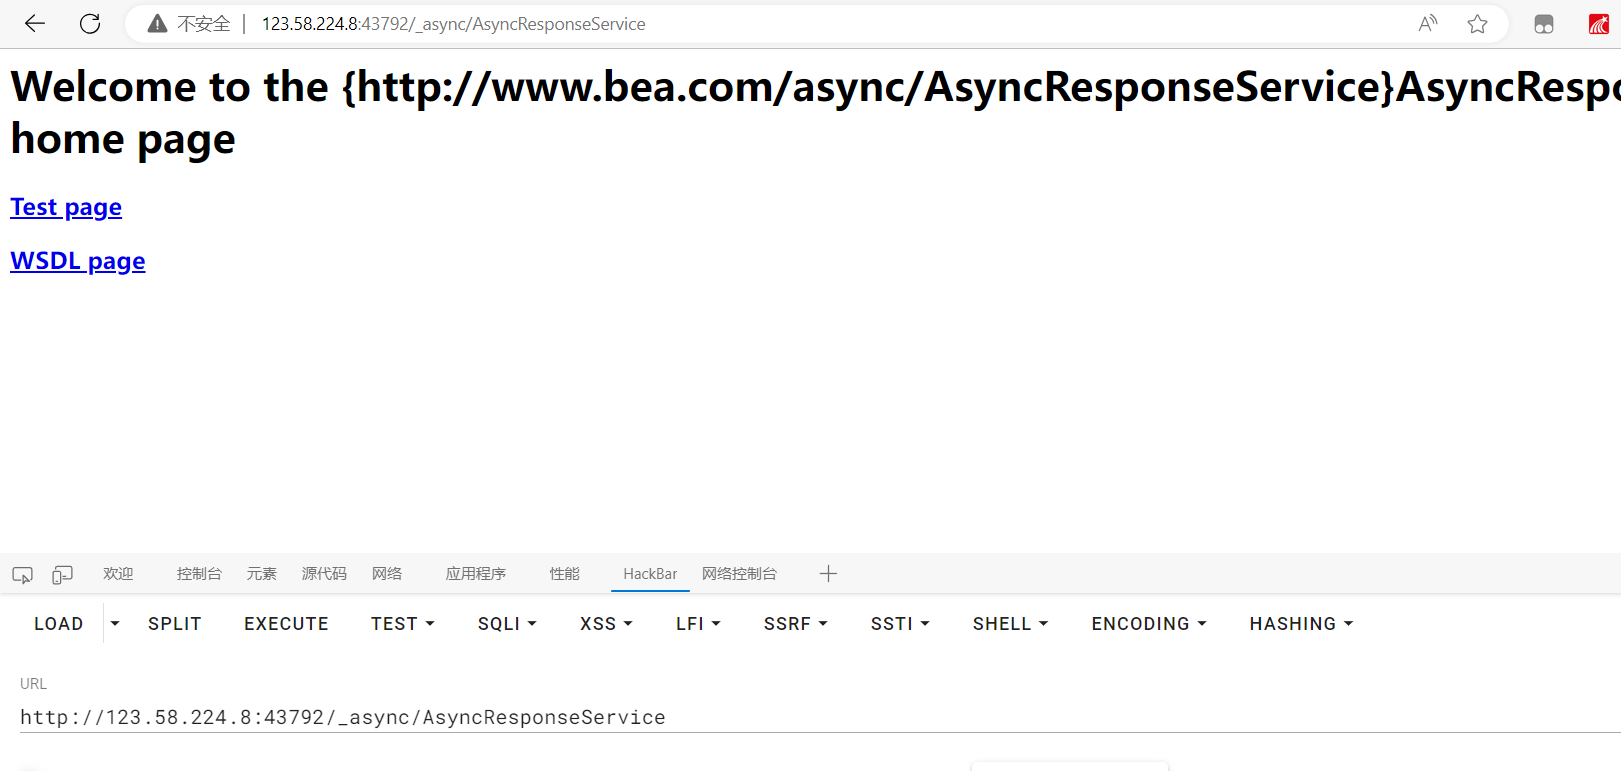 不安全 123.58.224.8:43792/_async/AsyncResponseService
Welcome to the {http://www.bea.com/async/AsyncResponseService}AsyncRespo
home page
Test page
WSDL page
欢迎 控制台 元素 源代码 网络 应用程序 性能 HackBar 网络控制台
LOAD SPLIT EXECUTE TEST SQLI XSS LFI SSRF SSTI SHELL ENCODING HASHING
URL
http://123.58.224.8:43792/_async/AsyncResponseService